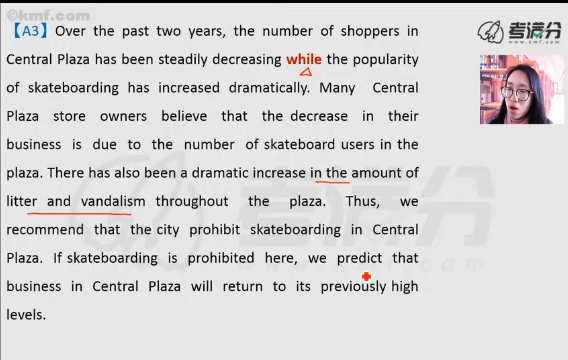 ©kmf.com
考满分
www.kmf.com
【A3】 Over the past two years, the number of shoppers in
Central Plaza has been steadily decreasing while the popularity
of skateboarding has increased dramatically. Many Central
Plaza store owners believe that the decrease in their
business is due to the number of skateboard users in the
plaza. There has also been a dramatic increase in the amount of
litter and vandalism throughout the plaza. Thus, we
recommend that the city prohibit skateboarding in Central
Plaza. If skateboarding is prohibited here, we predict that
business in Central Plaza will return to its previously high
levels.